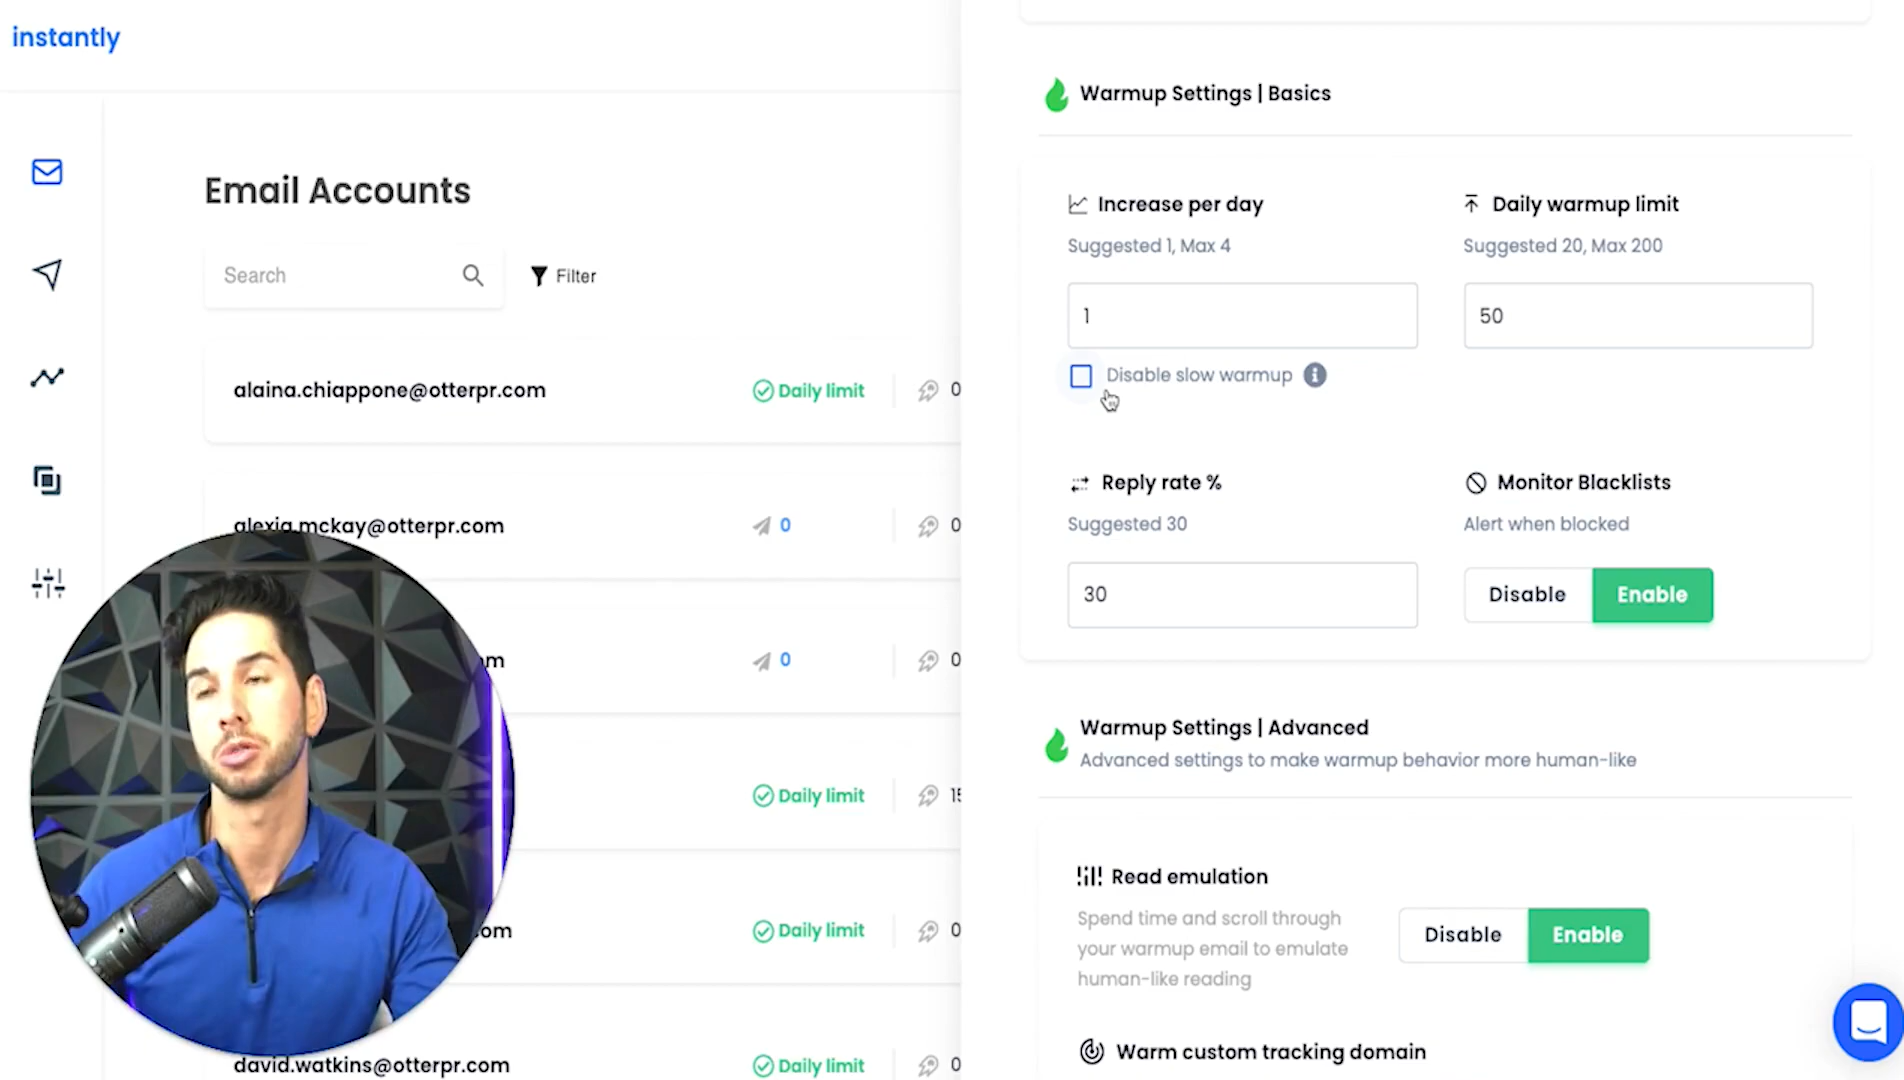 instantly
Email Accounts
Search
Filter
alaina.chiappone@otterpr.com
Daily limit
0
alexia.mckay@otterpr.com
0
0
om
0
0
Daily limit
15
om
Daily limit
0
david.watkins@otterpr.com
Daily limit
0
Warmup Settings | Basics
Increase per day
Suggested 1, Max 4
1
Disable slow warmup
Daily warmup limit
Suggested 20, Max 200
50
Reply rate %
Suggested 30
30
Monitor Blacklists
Alert when blocked
Disable
Enable
Warmup Settings | Advanced
Advanced settings to make warmup behavior more human-like
Read emulation
Spend time and scroll through
your warmup email to emulate
human-like reading
Disable
Enable
Warm custom tracking domain